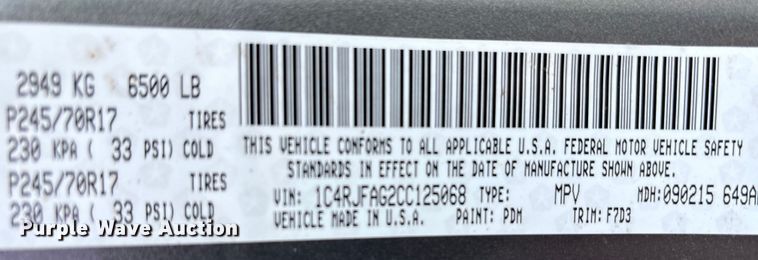 2949 KG 6500 LB
P245/70R17 TIRES
230 KPA ( 33 PSI) COLD
P245/70R17 TIRES
230 KPA ( 33 PSI) COLD
THIS VEHICLE CONFORMS TO ALL APPLICABLE U.S.A. FEDERAL MOTOR VEHICLE SAFETY
STANDARDS IN EFFECT ON THE DATE OF MANUFACTURE SHOWN ABOVE.
VIN: 1C4RJFAG2CC125068 TYPE: MPV MDH:090215 649A
VEHICLE MADE IN U.S.A. PAINT: PDM TRIM: F7D3
Purple Wave Auction